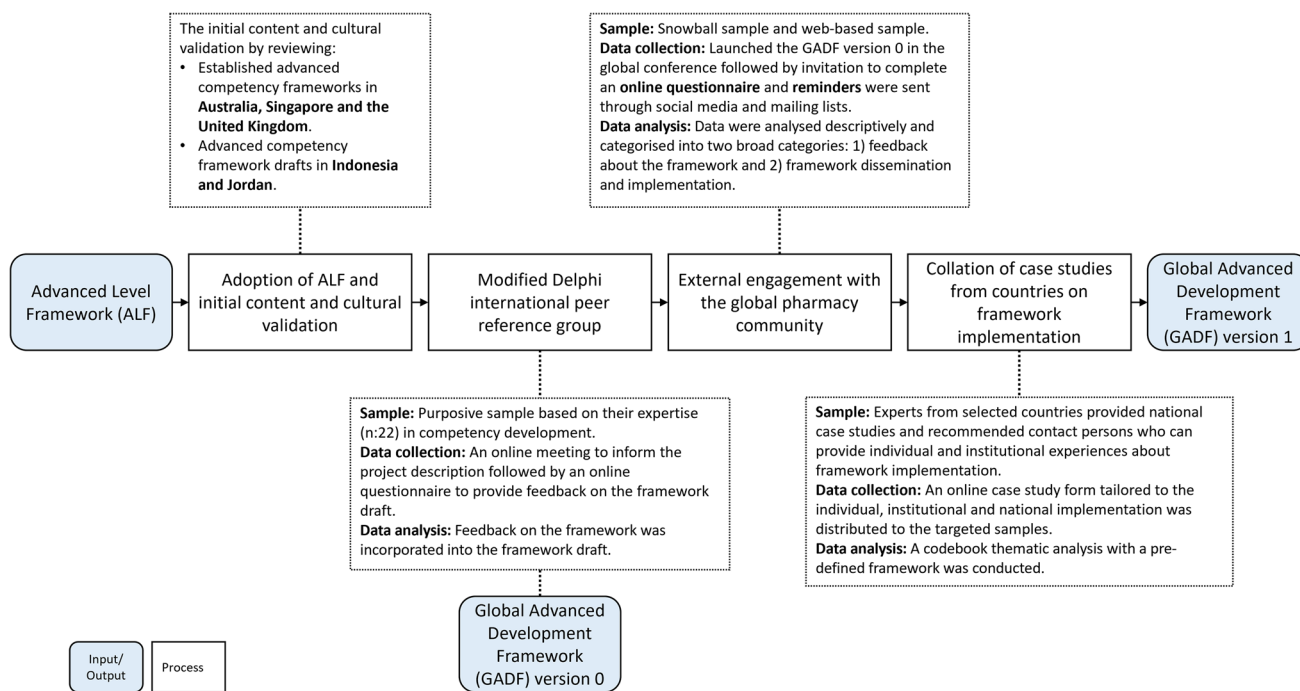 The initial content and cultural
validation by reviewing:
• Established advanced
competency frameworks in
Australia, Singapore and the
United Kingdom.
• Advanced competency
framework drafts in Indonesia
and Jordan.
Sample: Snowball sample and web-based sample.
Data collection: Launched the GADF version 0 in the
global conference followed by invitation to complete
an online questionnaire and reminders were sent
through social media and mailing lists.
Data analysis: Data were analysed descriptively and
categorised into two broad categories: 1) feedback
about the framework and 2) framework dissemination
and implementation.
Advanced Level
Framework (ALF)
Adoption of ALF and
initial content and cultural
validation
Modified Delphi
international peer
reference group
External engagement with
the global pharmacy
community
Collation of case studies
from countries on
framework
implementation
Global Advanced
Development
Framework
(GADF) version 1
Sample: Purposive sample based on their expertise
(n:22) in competency development.
Data collection: An online meeting to inform the
project description followed by an online
questionnaire to provide feedback on the framework
draft.
Data analysis: Feedback on the framework was
incorporated into the framework draft.
Sample: Experts from selected countries provided national
case studies and recommended contact persons who can
provide individual and institutional experiences about
framework implementation.
Data collection: An online case study form tailored to the
individual, institutional and national implementation was
distributed to the targeted samples.
Data analysis: A codebook thematic analysis with a pre-
defined framework was conducted.
Global Advanced
Development
Framework
(GADF) version 0
Input/
Output
Process